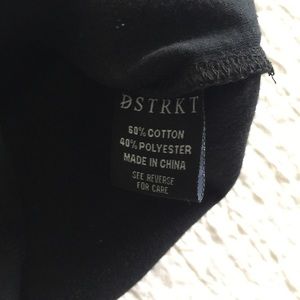 DSTRKT
60% COTTON
40% POLYESTER
MADE IN CHINA
SEE REVERSE
FOR CARE